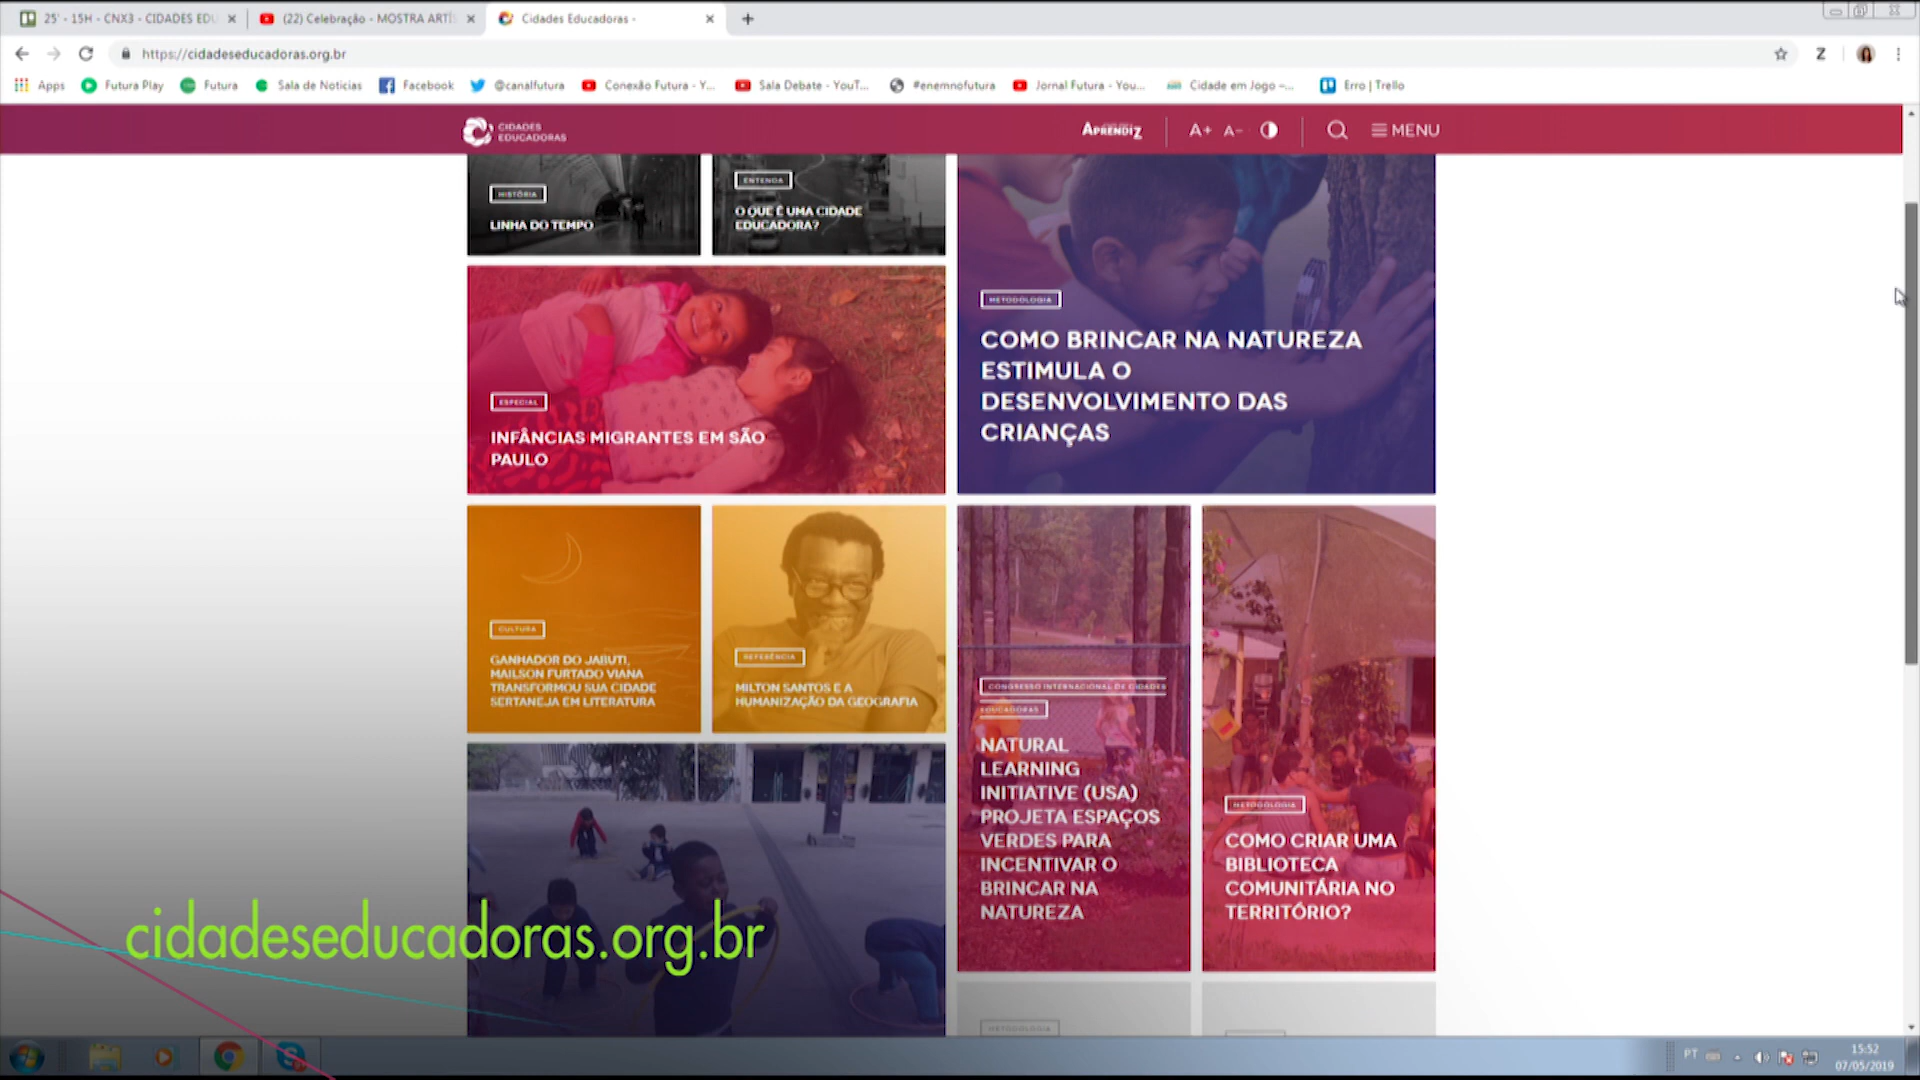 25' - 15H - CNX3 - CIDADES EDU
(22) Celebração - MOSTRA ARTÍS
Cidades Educadoras -
https://cidadeseducadoras.org.br
Z
Apps
Futura Play
Futura
Sala de Noticias
Facebook
@canalfutura
Conexão Futura - Y...
Sala Debate - YouT...
#enemnofutura
Jornal Futura - You...
Cidade em Jogo –...
Erro | Trello
CIDADES
EDUCADORAS
APRENDIZ
A+ A-
MENU
HISTÓRIA
LINHA DO TEMPO
ENTENDA
O QUE É UMA CIDADE
EDUCADORA?
METODOLOGIA
COMO BRINCAR NA NATUREZA
ESTIMULA O
DESENVOLVIMENTO DAS
CRIANÇAS
ESPECIAL
INFÂNCIAS MIGRANTES EM SÃO
PAULO
CULTURA
GANHADOR DO JABUTI,
MAILSON FURTADO VIANA
TRANSFORMOU SUA CIDADE
SERTANEJA EM LITERATURA
REFERÊNCIA
MILTON SANTOS E A
HUMANIZAÇÃO DA GEOGRAFIA
CONGRESSO INTERNACIONAL DE CIDADES
EDUCADORAS
NATURAL
LEARNING
INITIATIVE (USA)
PROJETA ESPAÇOS
VERDES PARA
INCENTIVAR O
BRINCAR NA
NATUREZA
METODOLOGIA
COMO CRIAR UMA
BIBLIOTECA
COMUNITÁRIA NO
TERRITÓRIO?
METODOLOGIA
cidadeseducadoras.org.br
PT
15:52
07/05/2019